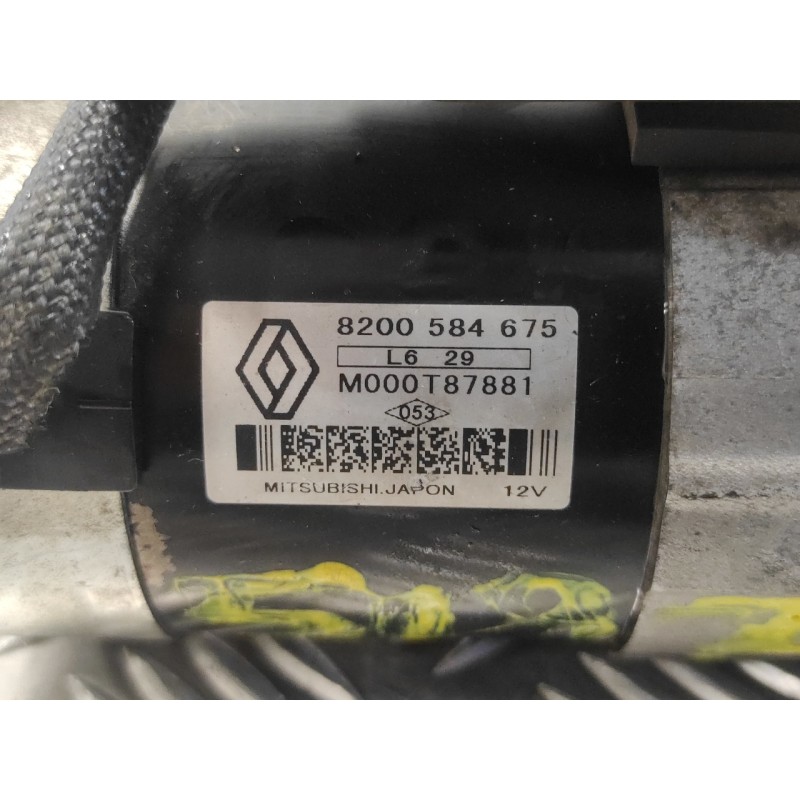 8200 584 675
L6 29
M000T87881
053
MITSUBISHI.JAPON 12V